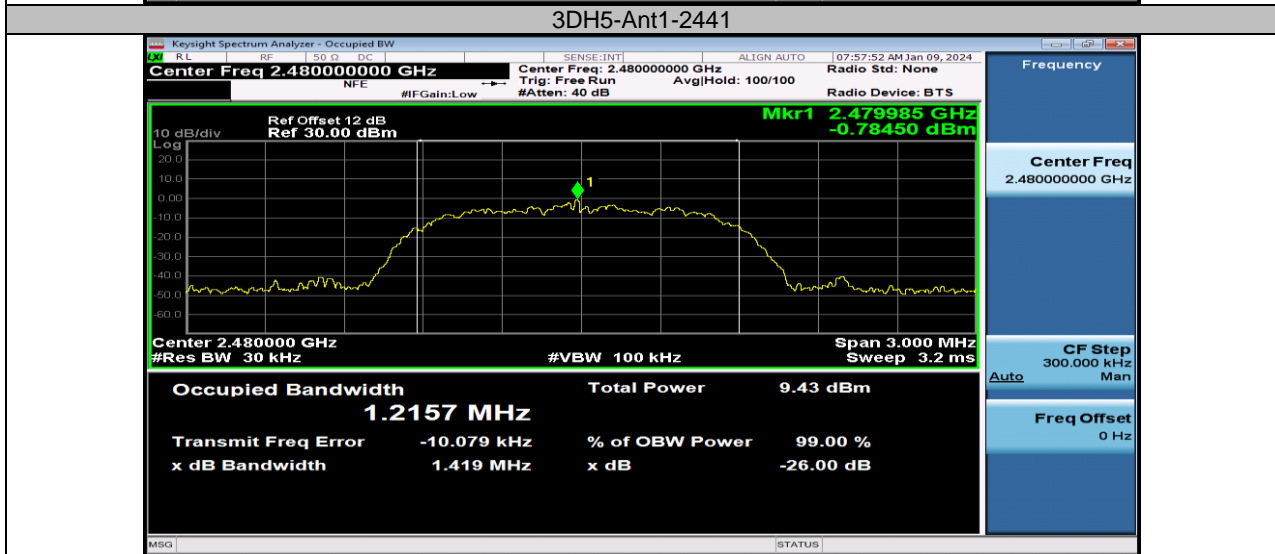 3DH5-Ant1-2441
Keysight Spectrum Analyzer - Occupied BW
LXI RL RF 50 Ω DC SENSE:INT ALIGN AUTO 07:57:52 AM Jan 09, 2024
Center Freq 2.480000000 GHz
NFE
#IFGain:Low
Center Freq: 2.480000000 GHz
Trig: Free Run Avg|Hold: 100/100
#Atten: 40 dB
Radio Std: None
Radio Device: BTS
Frequency
Ref Offset 12 dB
10 dB/div Ref 30.00 dBm
Mkr1 2.479985 GHz
-0.78450 dBm
Log
20.0
10.0
0.00
-10.0
-20.0
-30.0
-40.0
-50.0
-60.0
1
Center 2.480000 GHz Span 3.000 MHz
#Res BW 30 kHz #VBW 100 kHz Sweep 3.2 ms
Occupied Bandwidth Total Power 9.43 dBm
1.2157 MHz
Transmit Freq Error -10.079 kHz % of OBW Power 99.00 %
x dB Bandwidth 1.419 MHz x dB -26.00 dB
Center Freq
2.480000000 GHz
CF Step
300.000 kHz
Auto Man
Freq Offset
0 Hz
MSG STATUS